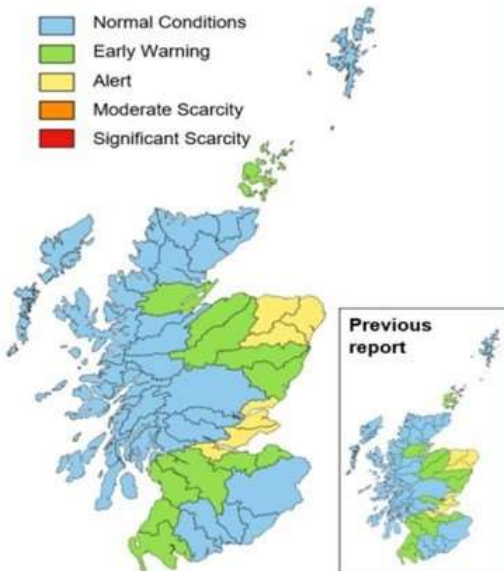 Normal Conditions
Early Warning
Alert
Moderate Scarcity
Significant Scarcity
Previous
report